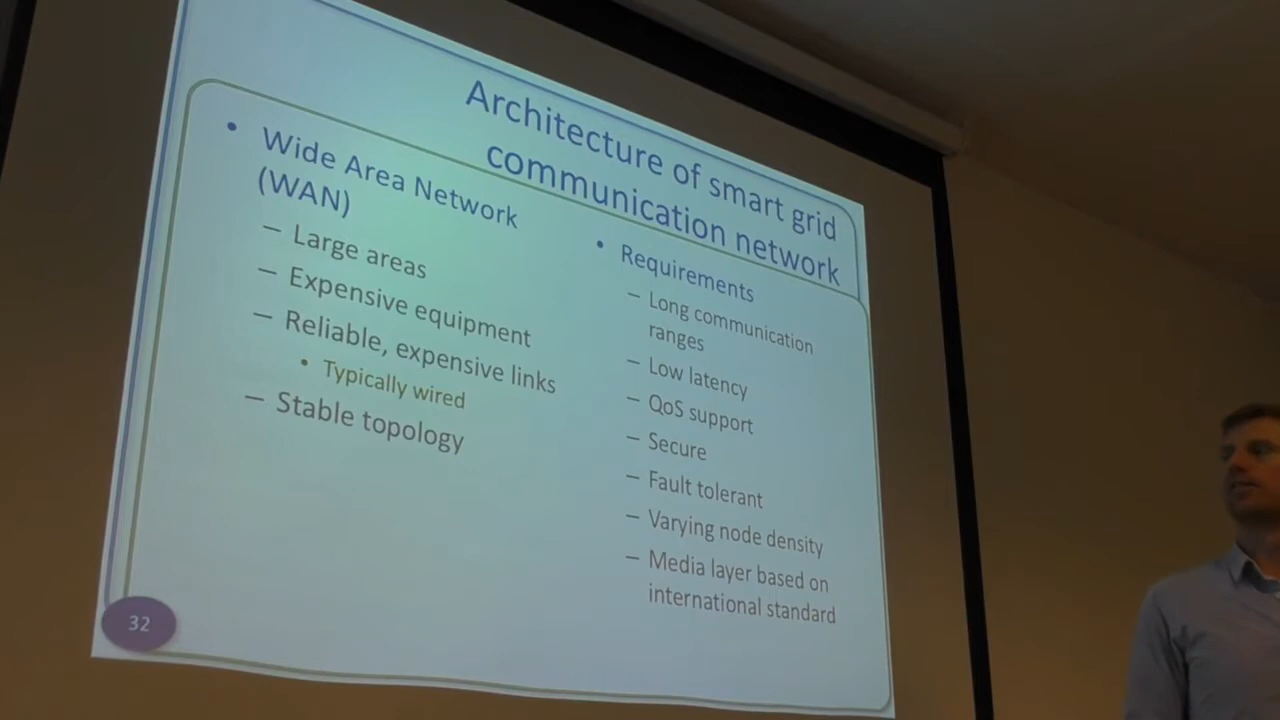 Architecture of smart grid
communication network
• Wide Area Network
(WAN)
– Large areas
– Expensive equipment
– Reliable, expensive links
• Typically wired
– Stable topology
• Requirements
– Long communication
ranges
– Low latency
– QoS support
– Secure
– Fault tolerant
– Varying node density
– Media layer based on
international standard
32